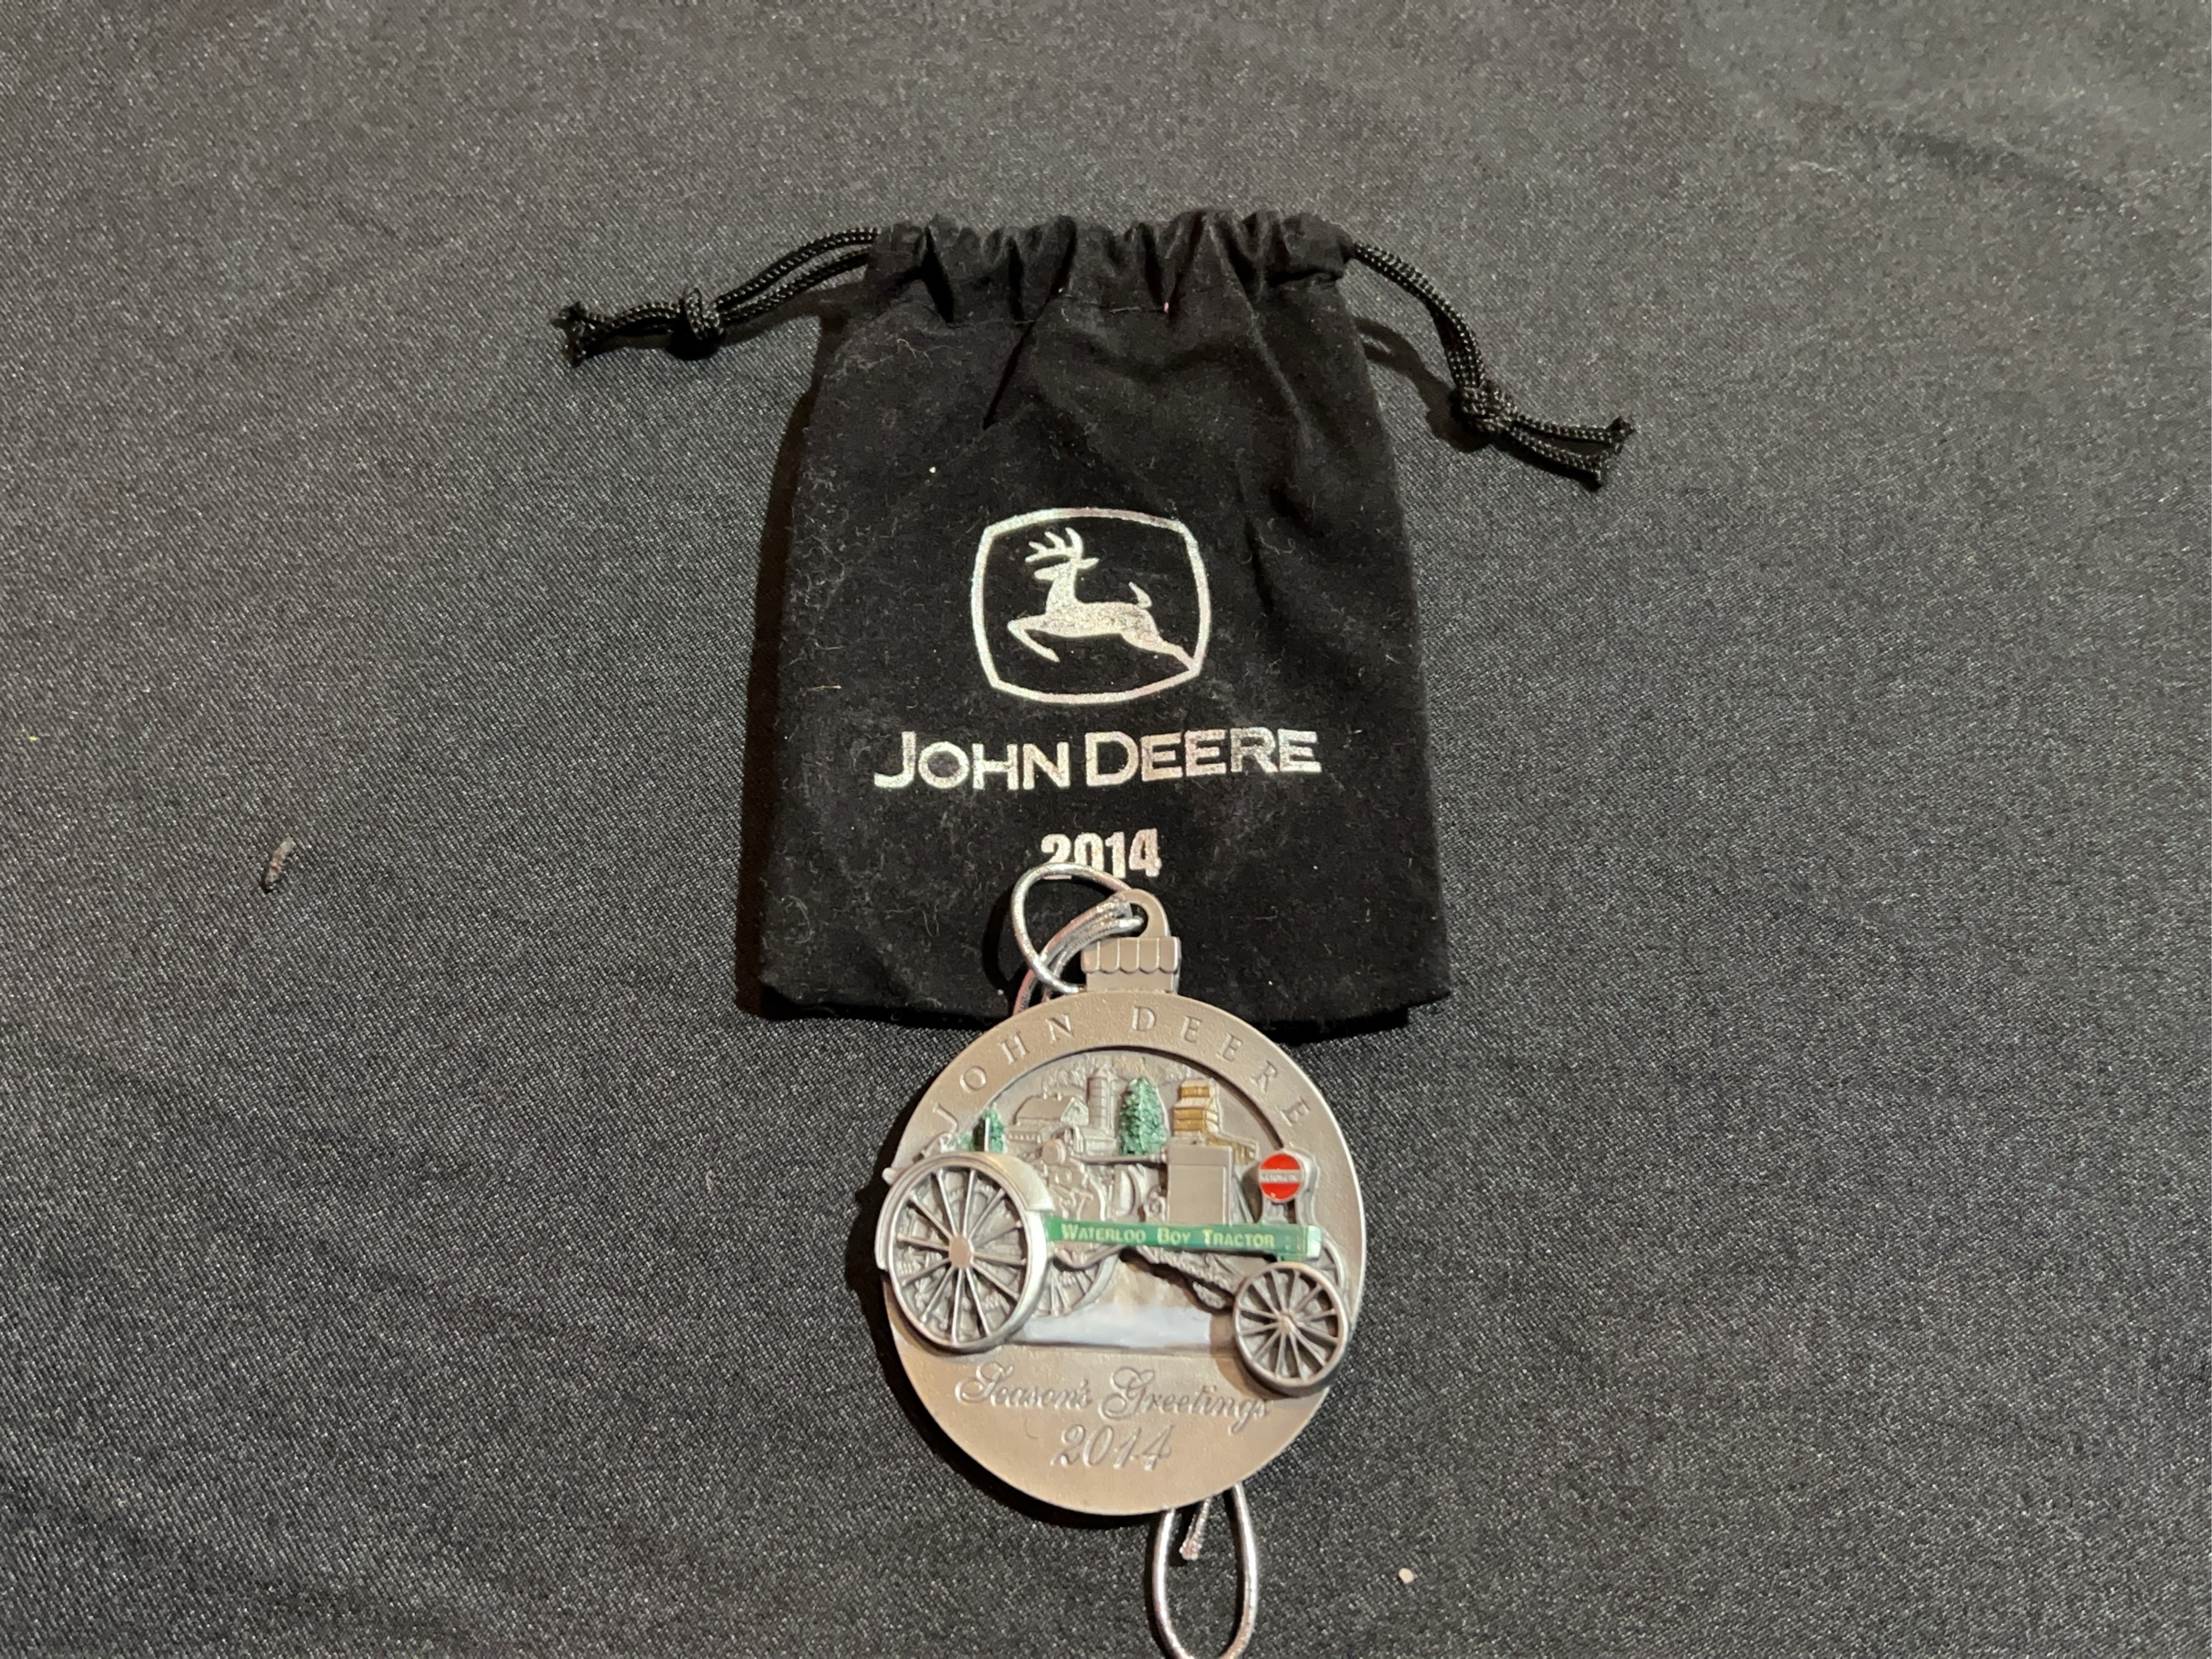 JOHN DEERE
2014
JOHN DEERE
WATERLOO BOY TRACTOR
Season's Greetings
2014